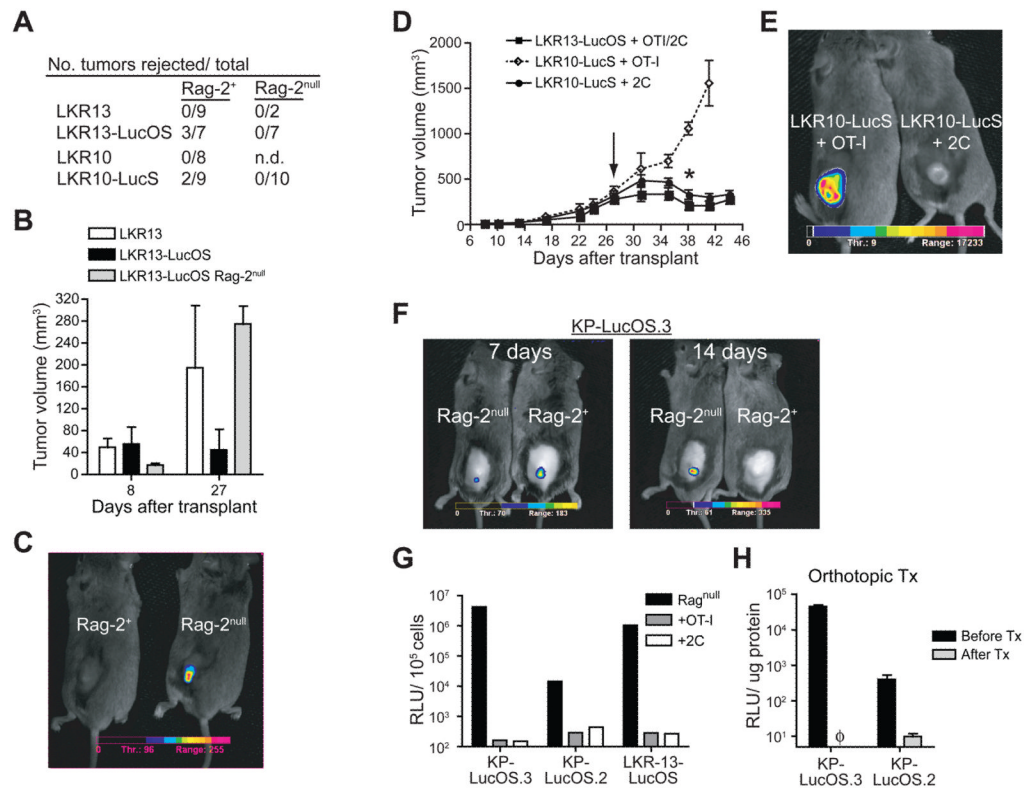 A
No. tumors rejected/ total
Rag-2+ Rag-2null
LKR13 0/9 0/2
LKR13-LucOS 3/7 0/7
LKR10 0/8 n.d.
LKR10-LucS 2/9 0/10
B
LKR13
LKR13-LucOS
LKR13-LucOS Rag-2null
Tumor volume (mm3)
320
280
240
200
160
120
80
40
0
8 27
Days after transplant
C
Rag-2+
Rag-2null
0 Thr.: 96 Range: 255
D
LKR13-LucOS + OTI/2C
LKR10-LucS + OT-I
LKR10-LucS + 2C
Tumor volume (mm3)
2000
1500
1000
500
0
*
6 10 14 18 22 26 30 34 38 42 46
Days after transplant
E
LKR10-LucS + OT-I
LKR10-LucS + 2C
0 Thr.: 9 Range: 17233
F
KP-LucOS.3
7 days
Rag-2null
Rag-2+
0 Thr.: 70 Range: 183
14 days
Rag-2null
Rag-2+
0 Thr.: 61 Range: 335
G
Ragnull
+OT-I
+2C
RLU/ 105 cells
107
106
105
104
103
102
KP-LucOS.3
KP-LucOS.2
LKR-13-LucOS
H
Orthotopic Tx
Before Tx
After Tx
RLU/ ug protein
105
104
103
102
101
ϕ
KP-LucOS.3
KP-LucOS.2